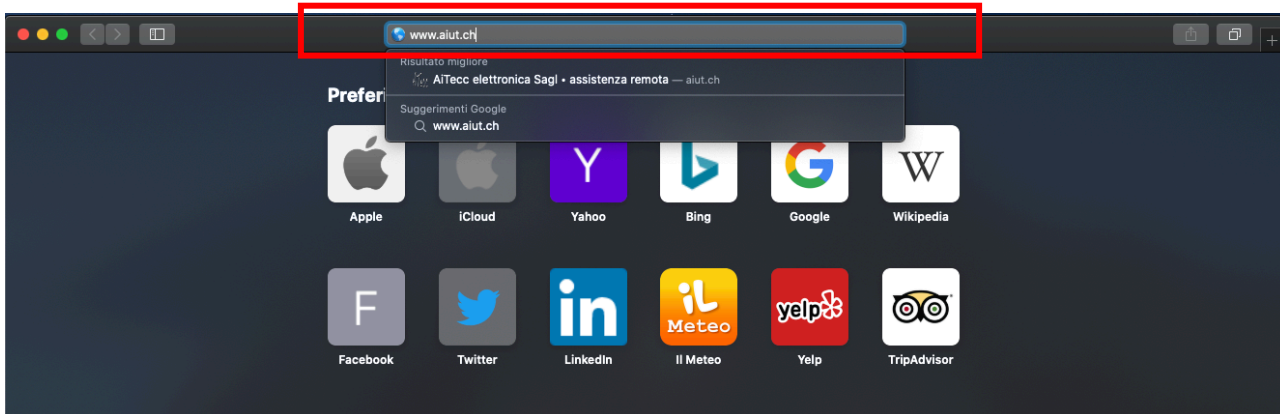 www.aiut.ch
Risultato migliore
AiTecc elettronica Sagl • assistenza remota — aiut.ch
Preferi
Suggerimenti Google
www.aiut.ch
Y
G
W
Apple
iCloud
Yahoo
Bing
Google
Wikipedia
F
in
iL
Meteo
yelp
Facebook
Twitter
LinkedIn
Il Meteo
Yelp
TripAdvisor